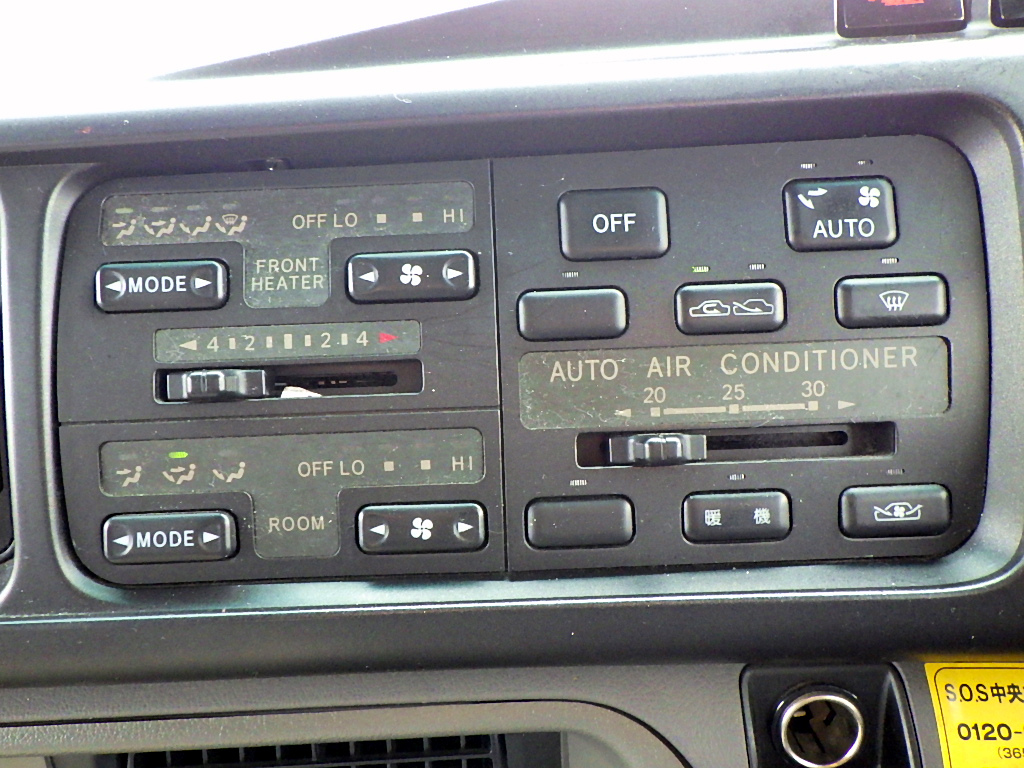 OFF LO HI
FRONT
HEATER
MODE
4 2 2 4
OFF LO HI
ROOM
MODE
OFF
AUTO
AUTO AIR CONDITIONER
20 25 30
暖 機
S.O.S中央
0120-
(365